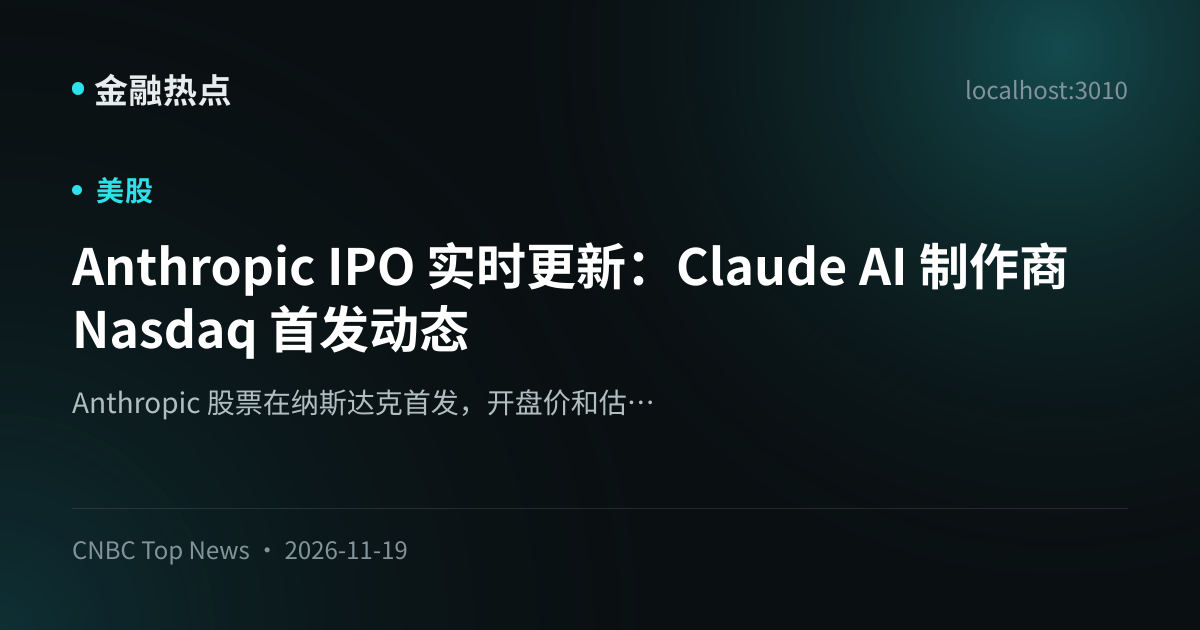 金融热点
localhost:3010
美股
Anthropic IPO 实时更新：Claude AI 制作商
Nasdaq 首发动态
Anthropic 股票在纳斯达克首发，开盘价和估…
CNBC Top News • 2026-11-19